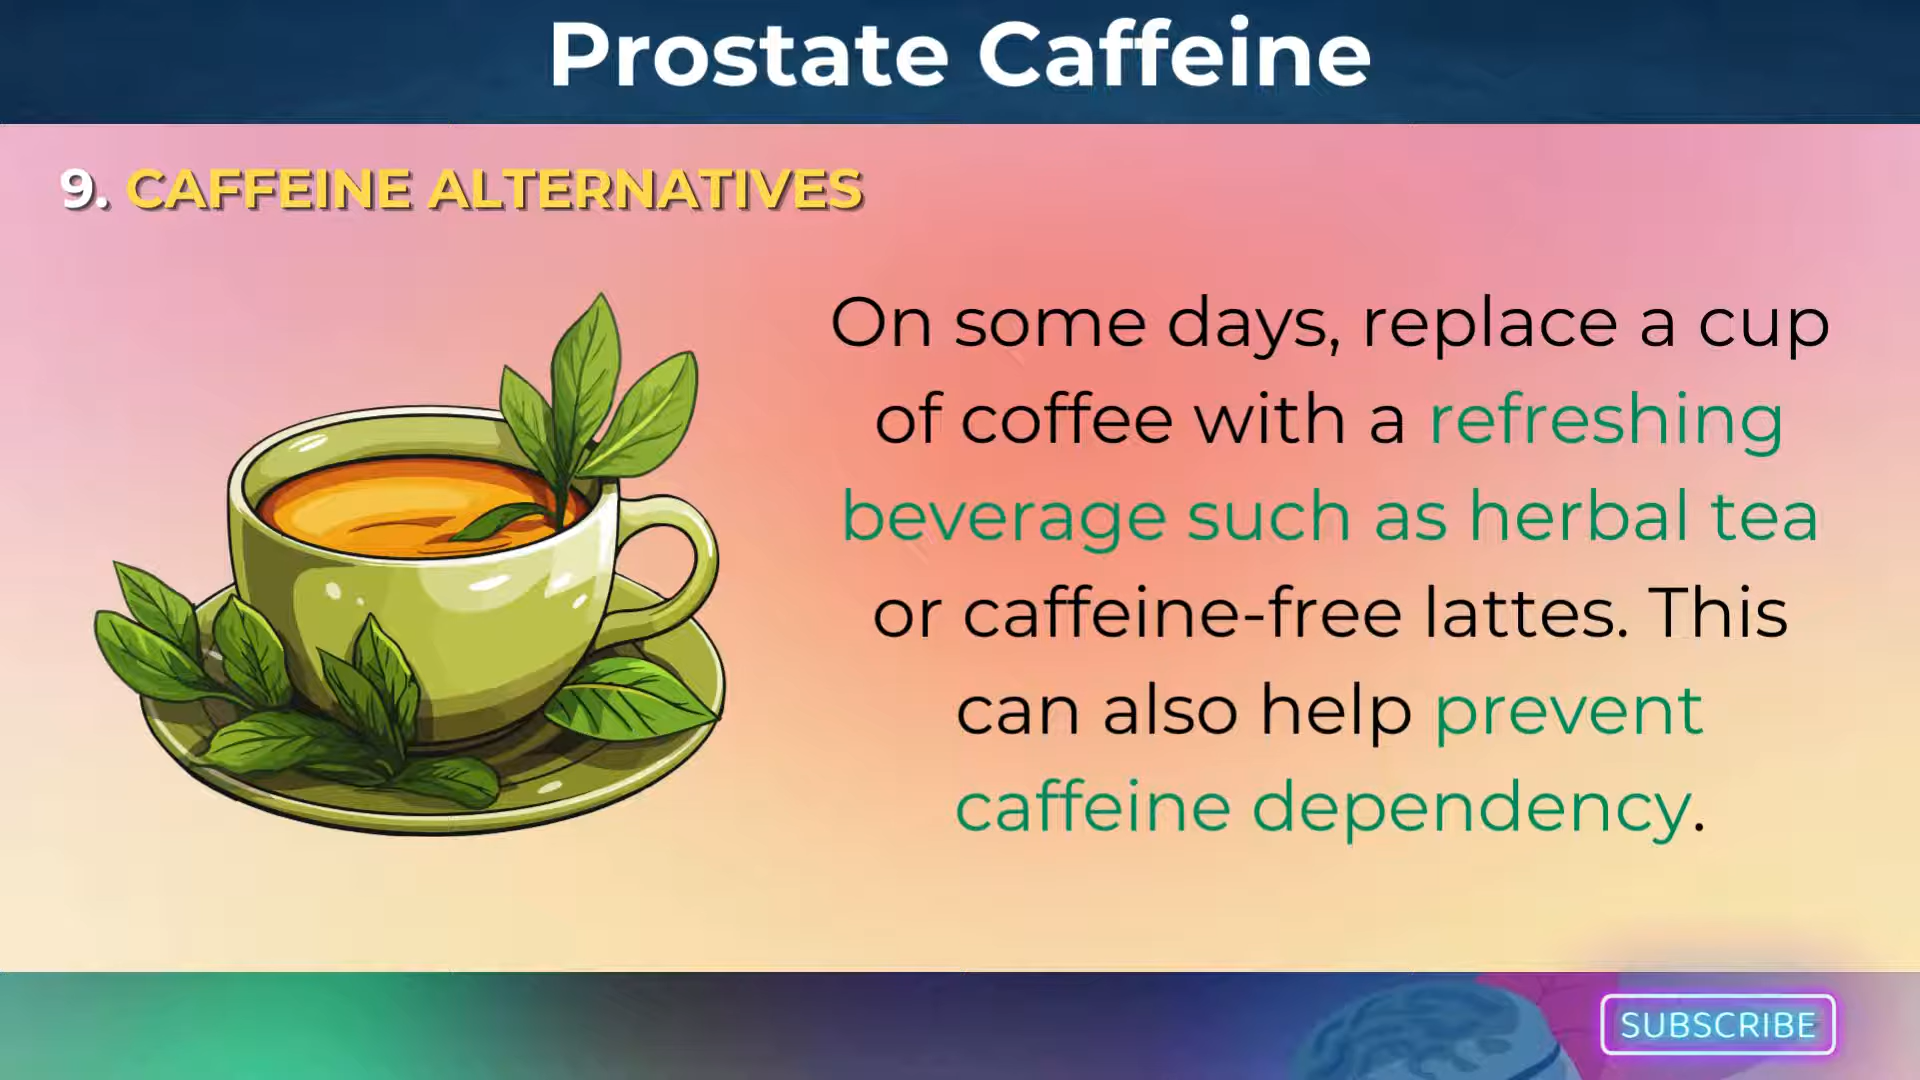 Prostate Caffeine
9. CAFFEINE ALTERNATIVES
On some days, replace a cup
of coffee with a refreshing
beverage such as herbal tea
or caffeine-free lattes. This
can also help prevent
caffeine dependency.
SUBSCRIBE